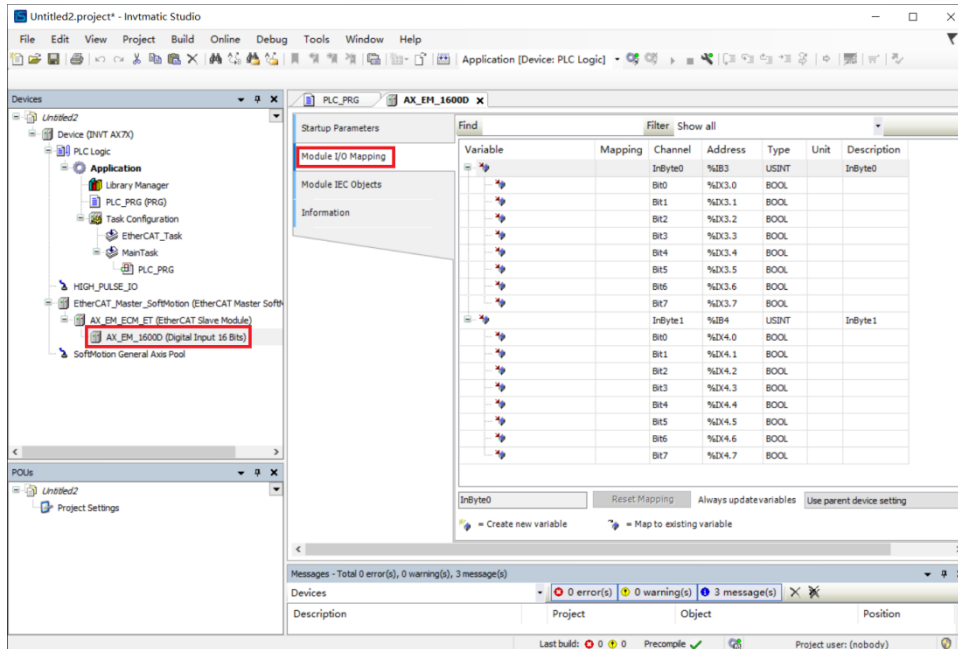 Untitled2.project* - Invtmatic Studio
File Edit View Project Build Online Debug Tools Window Help
Application [Device: PLC Logic]
Devices
Untitled2
Device (INVT AX7X)
PLC Logic
Application
Library Manager
PLC_PRG (PRG)
Task Configuration
EtherCAT_Task
MainTask
PLC_PRG
HIGH_PULSE_IO
EtherCAT_Master_SoftMotion (EtherCAT Master Softh
AX_EM_ECM_ET (EtherCAT Slave Module)
AX_EM_1600D (Digital Input 16 Bits)
SoftMotion General Axis Pool
POUs
Untitled2
Project Settings
PLC_PRG AX_EM_1600D
Startup Parameters
Module I/O Mapping
Module IEC Objects
Information
Find Filter Show all
Variable Mapping Channel Address Type Unit Description
InByte0 %IB3 USINT InByte0
Bit0 %IX3.0 BOOL
Bit1 %IX3.1 BOOL
Bit2 %IX3.2 BOOL
Bit3 %IX3.3 BOOL
Bit4 %IX3.4 BOOL
Bit5 %IX3.5 BOOL
Bit6 %IX3.6 BOOL
Bit7 %IX3.7 BOOL
InByte1 %IB4 USINT InByte1
Bit0 %IX4.0 BOOL
Bit1 %IX4.1 BOOL
Bit2 %IX4.2 BOOL
Bit3 %IX4.3 BOOL
Bit4 %IX4.4 BOOL
Bit5 %IX4.5 BOOL
Bit6 %IX4.6 BOOL
Bit7 %IX4.7 BOOL
InByte0 Reset Mapping Always update variables Use parent device setting
= Create new variable = Map to existing variable
Messages - Total 0 error(s), 0 warning(s), 3 message(s)
Devices 0 error(s) 0 warning(s) 3 message(s)
Description Project Object Position
Last build: 0 0 Precompile Project user: (nobody)